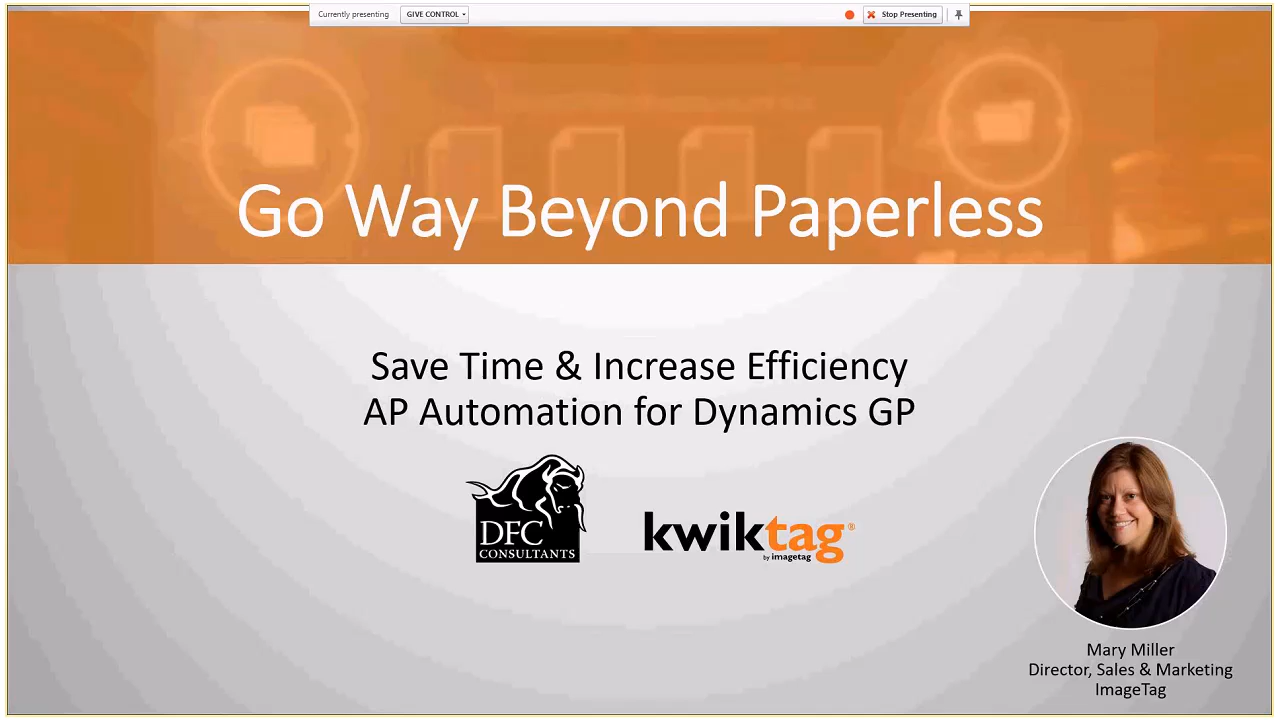 Currently presenting
GIVE CONTROL
Stop Presenting
Go Way Beyond Paperless
Save Time & Increase Efficiency
AP Automation for Dynamics GP
DFC
CONSULTANTS
kwiktag®
by imagetag
Mary Miller
Director, Sales & Marketing
ImageTag